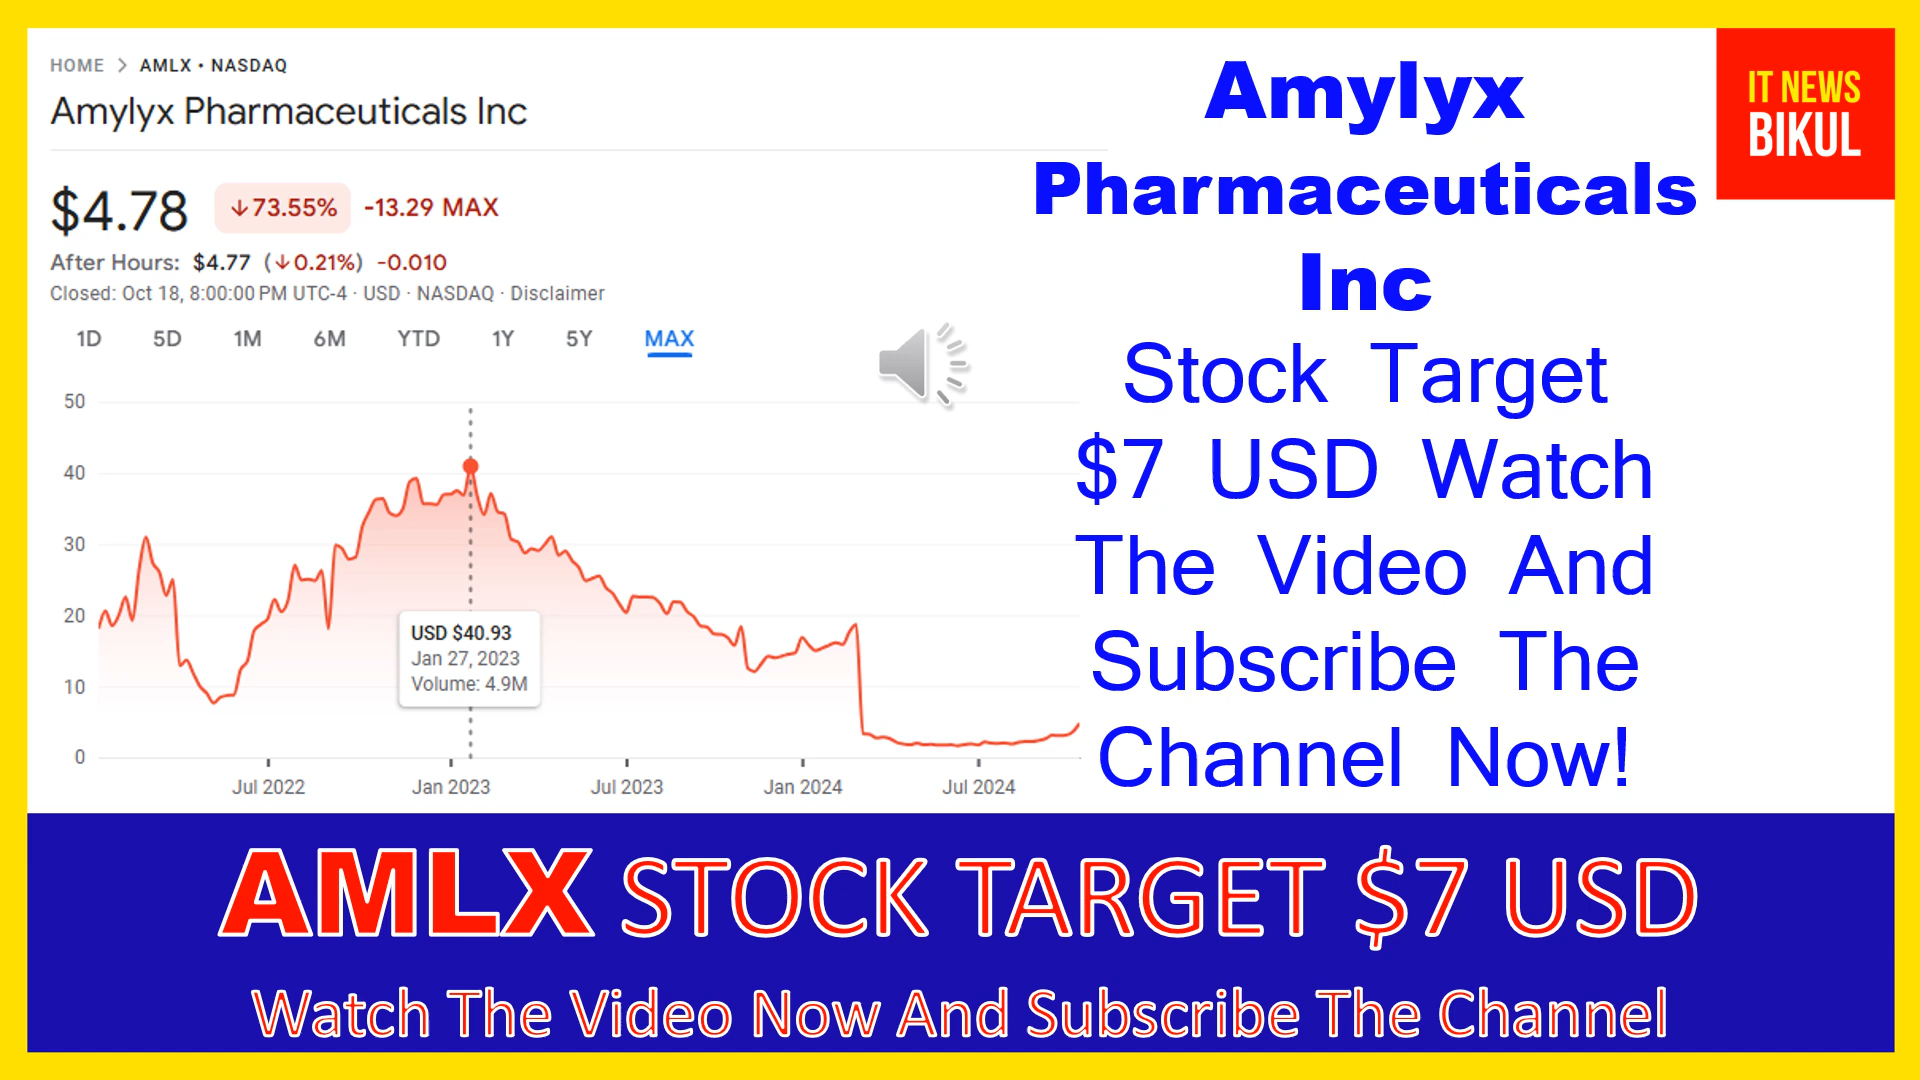 HOME > AMLX • NASDAQ
Amylyx Pharmaceuticals Inc
$4.78 ↓73.55% -13.29 MAX
After Hours: $4.77 (↓0.21%) -0.010
Closed: Oct 18, 8:00:00 PM UTC-4 · USD · NASDAQ · Disclaimer
1D 5D 1M 6M YTD 1Y 5Y MAX
50
40
30
20
10
0
USD $40.93
Jan 27, 2023
Volume: 4.9M
Jul 2022 Jan 2023 Jul 2023 Jan 2024 Jul 2024
Amylyx
Pharmaceuticals
Inc
Stock Target
$7 USD Watch
The Video And
Subscribe The
Channel Now!
IT NEWS
BIKUL
AMLX STOCK TARGET $7 USD
Watch The Video Now And Subscribe The Channel